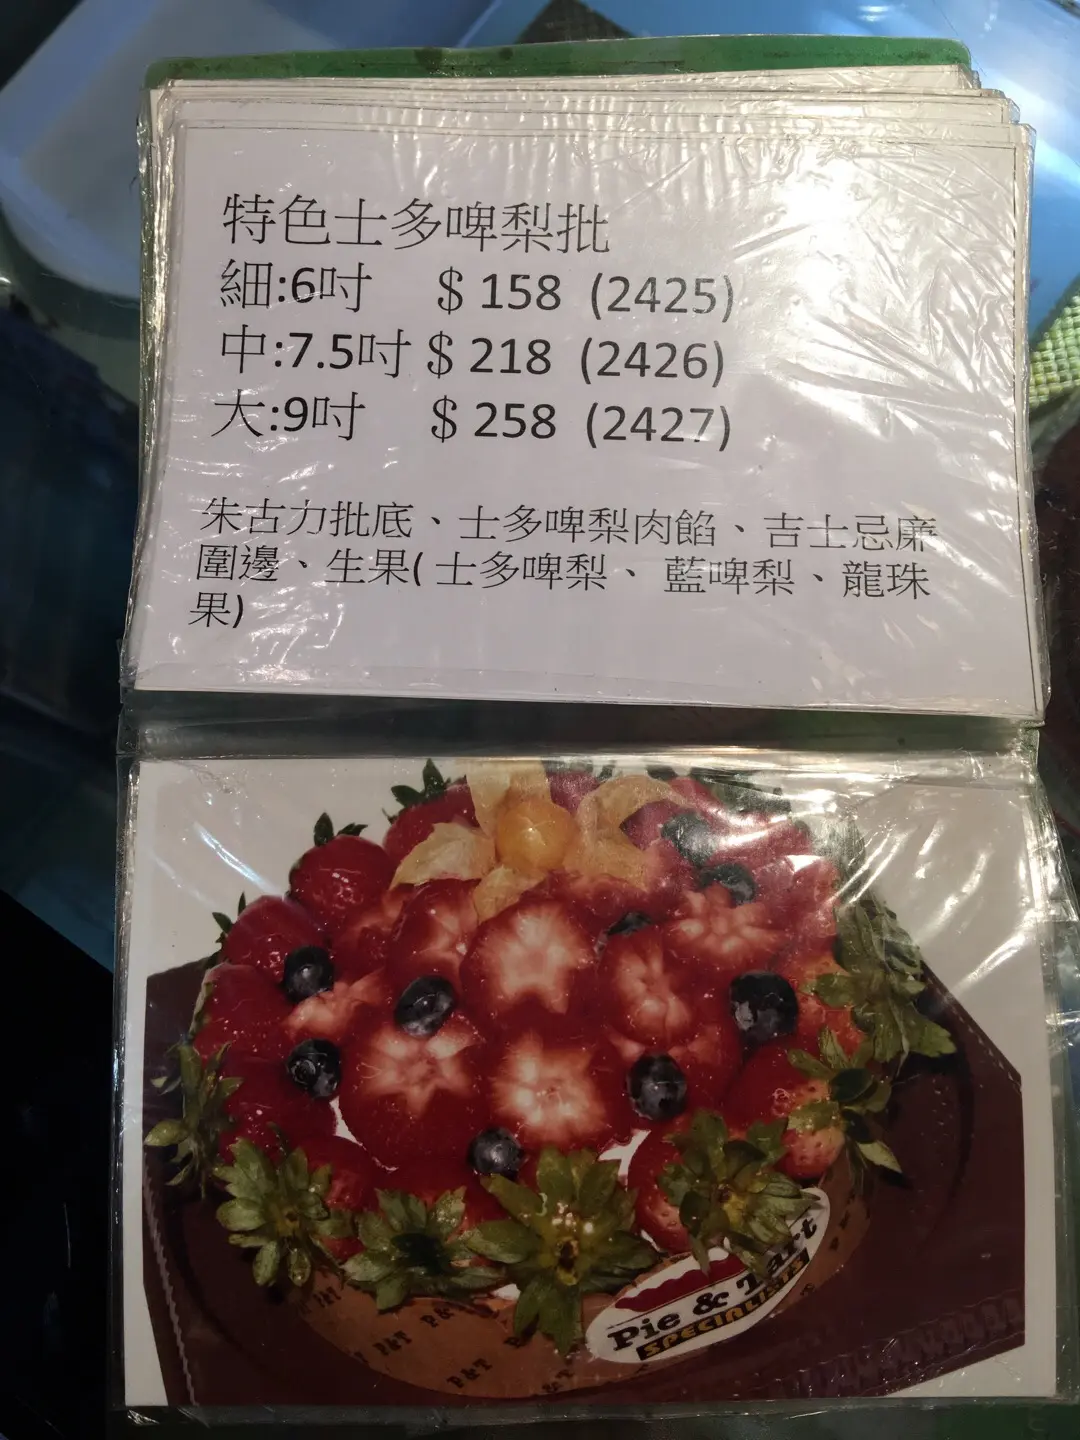 特色士多啤梨批
細:6吋 $ 158 (2425)
中:7.5吋 $ 218 (2426)
大:9吋 $ 258 (2427)
朱古力批底、士多啤梨肉餡、吉士忌廉
圍邊、生果( 士多啤梨、 藍啤梨、龍珠
果)
Pie & Tart
SPECIALISTS
P&T P&T
P&T
P&T